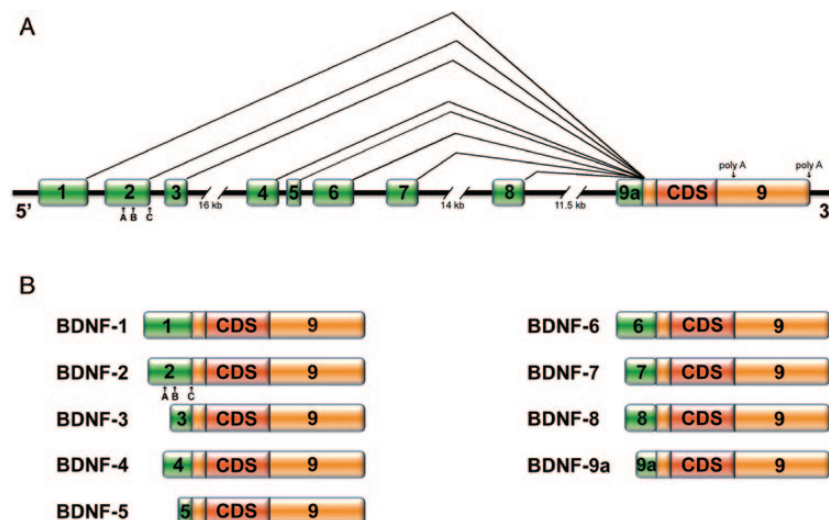 A
poly A
poly A
1 2 3 4 5 6 7 8 9a CDS 9
5' A B C 16 kb 14 kb 11.5 kb 3
B
BDNF-1 1 CDS 9
BDNF-2 2 CDS 9
A B C
BDNF-3 3 CDS 9
BDNF-4 4 CDS 9
BDNF-5 5 CDS 9
BDNF-6 6 CDS 9
BDNF-7 7 CDS 9
BDNF-8 8 CDS 9
BDNF-9a 9a CDS 9